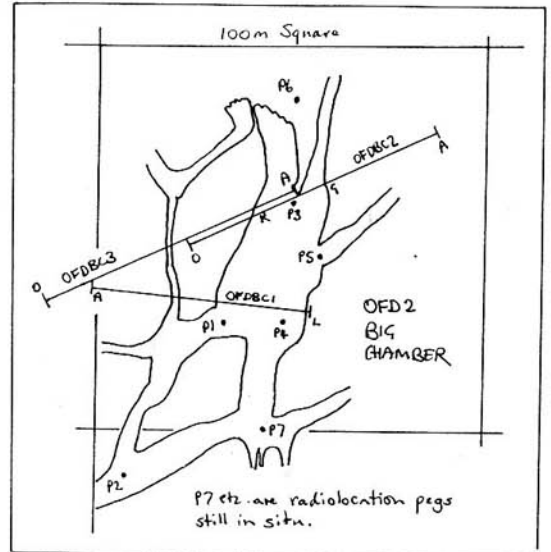 100m Square
P6
OFDBC2
A
A
G
R
P3
O
P5
OFDBC3
O
A
OFDBC1
L
P1
P4
OFD2
BIG
CHAMBER
P7
P2
P7 etc. are radiolocation pegs
still in situ.